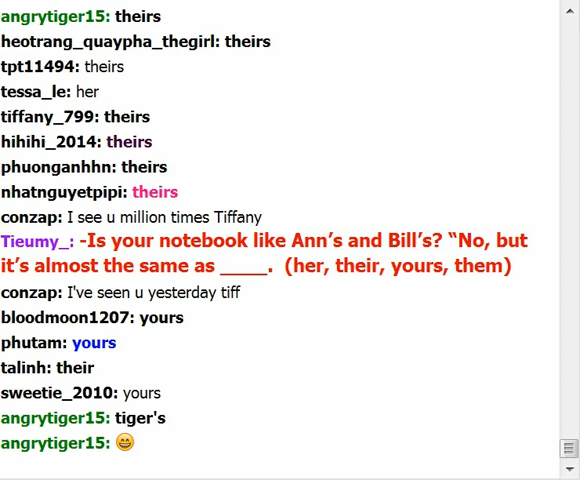 angrytiger15: theirs
heotrang_quaypha_thegirl: theirs
tpt11494: theirs
tessa_le: her
tiffany_799: theirs
hihihi_2014: theirs
phuonganhhn: theirs
nhatnguyetpipi: theirs
conzap: I see u million times Tiffany
Tieumy_: -Is your notebook like Ann’s and Bill’s? “No, but
it’s almost the same as ____.  (her, their, yours, them)
conzap: I've seen u yesterday tiff
bloodmoon1207: yours
phutam: yours
talinh: their
sweetie_2010: yours
angrytiger15: tiger's
angrytiger15: 😄